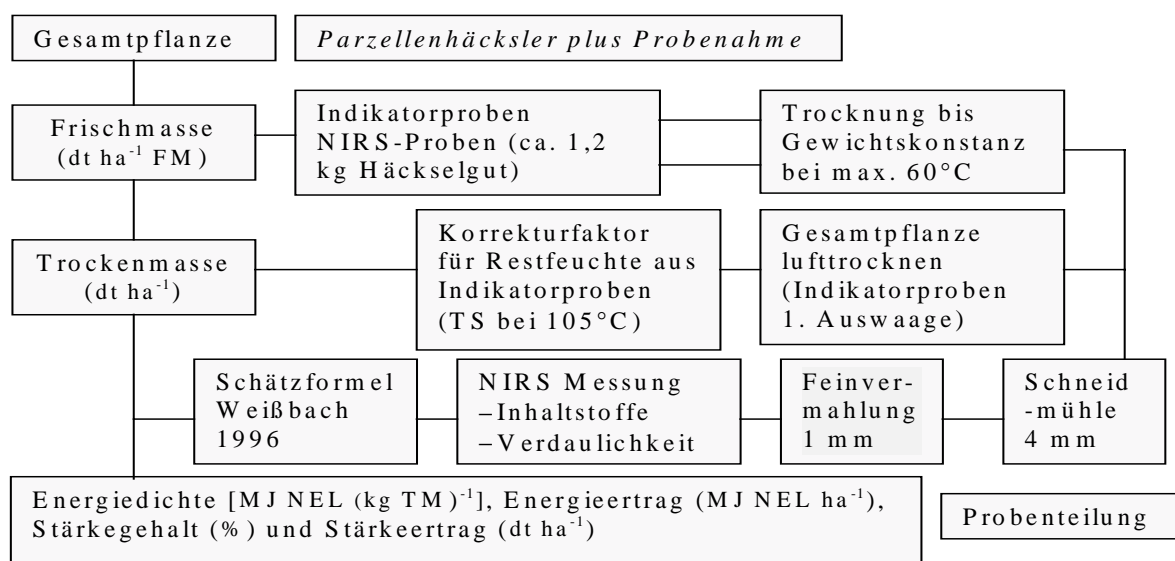 Gesamtpflanze
Parzellenhäcksler plus Probenahme
Frischmasse
(dt ha⁻¹ FM)
Indikatorproben
NIRS-Proben (ca. 1,2
kg Häckselgut)
Trocknung bis
Gewichtskonstanz
bei max. 60°C
Trockenmasse
(dt ha⁻¹)
Korrekturfaktor
für Restfeuchte aus
Indikatorproben
(TS bei 105°C)
Gesamtpflanze
lufttrocknen
(Indikatorproben
1. Auswaage)
Schätzformel
Weißbach
1996
NIRS Messung
–Inhaltstoffe
–Verdaulichkeit
Feinver-
mahlung
1 mm
Schneid
-mühle
4 mm
Energiedichte [MJ NEL (kg TM)⁻¹], Energieertrag (MJ NEL ha⁻¹),
Stärkegehalt (%) und Stärkeertrag (dt ha⁻¹)
Probenteilung